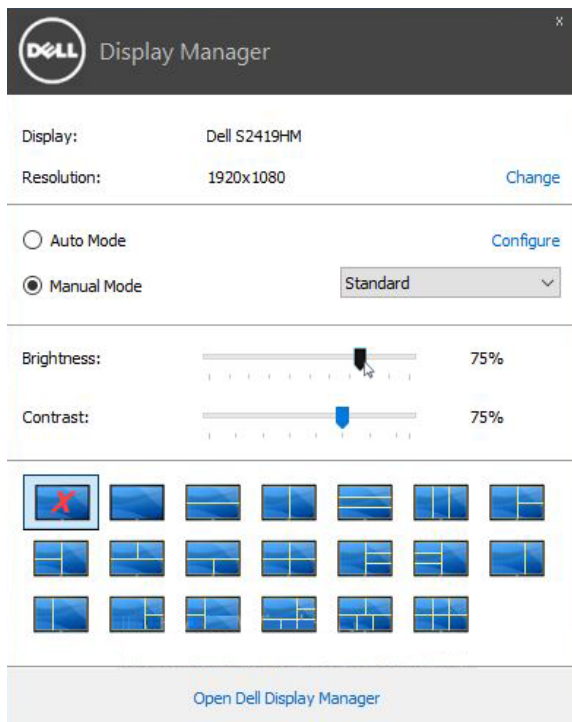 x
DELL Display Manager
Display: Dell S2419HM
Resolution: 1920x1080 Change
Auto Mode Configure
Manual Mode Standard
Brightness: 75%
Contrast: 75%
X
Open Dell Display Manager